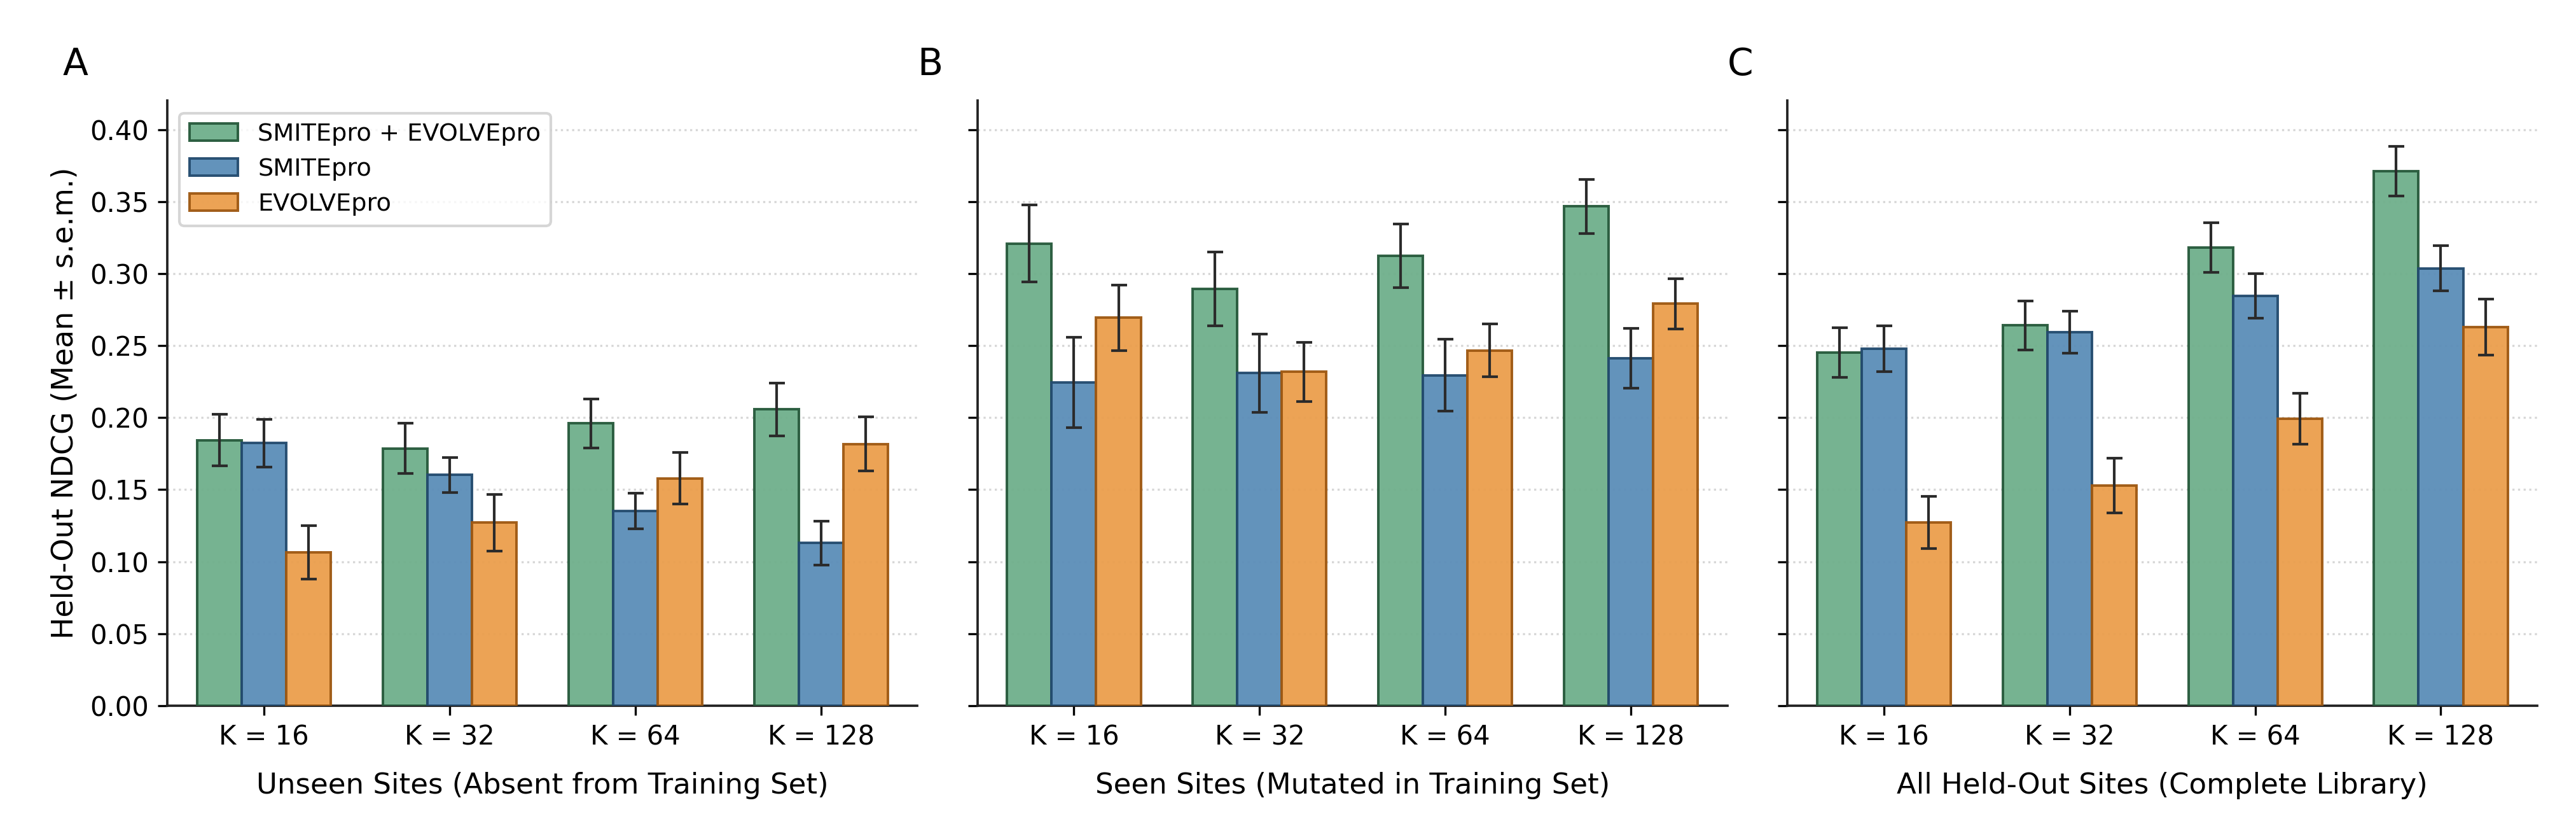 A
B
C
Held-Out NDCG (Mean ± s.e.m.)
0.40
0.35
0.30
0.25
0.20
0.15
0.10
0.05
0.00
SMITEpro + EVOLVEpro
SMITEpro
EVOLVEpro
K = 16
K = 32
K = 64
K = 128
Unseen Sites (Absent from Training Set)
K = 16
K = 32
K = 64
K = 128
Seen Sites (Mutated in Training Set)
K = 16
K = 32
K = 64
K = 128
All Held-Out Sites (Complete Library)